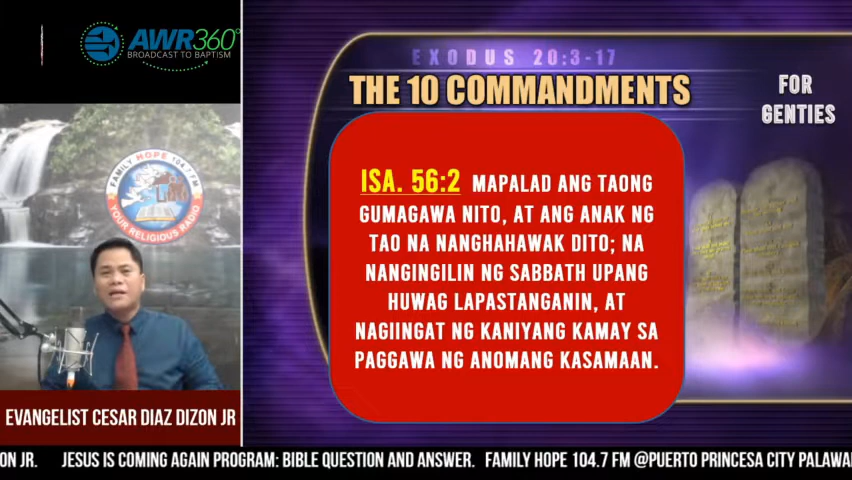 AWR360°
BROADCAST TO BAPTISM
FAMILY HOPE 104.7 FM
YOUR RELIGIOUS RADIO
EVANGELIST CESAR DIAZ DIZON JR
EXODUS 20:3-17
THE 10 COMMANDMENTS
FOR
GENTIES
ISA. 56:2 MAPALAD ANG TAONG
GUMAGAWA NITO, AT ANG ANAK NG
TAO NA NANGHAHAWAK DITO; NA
NANGINGILIN NG SABBATH UPANG
HUWAG LAPASTANGANIN, AT
NAGIINGAT NG KANIYANG KAMAY SA
PAGGAWA NG ANOMANG KASAMAAN.
ON JR. JESUS IS COMING AGAIN PROGRAM: BIBLE QUESTION AND ANSWER. FAMILY HOPE 104.7 FM @PUERTO PRINCESA CITY PALAWA